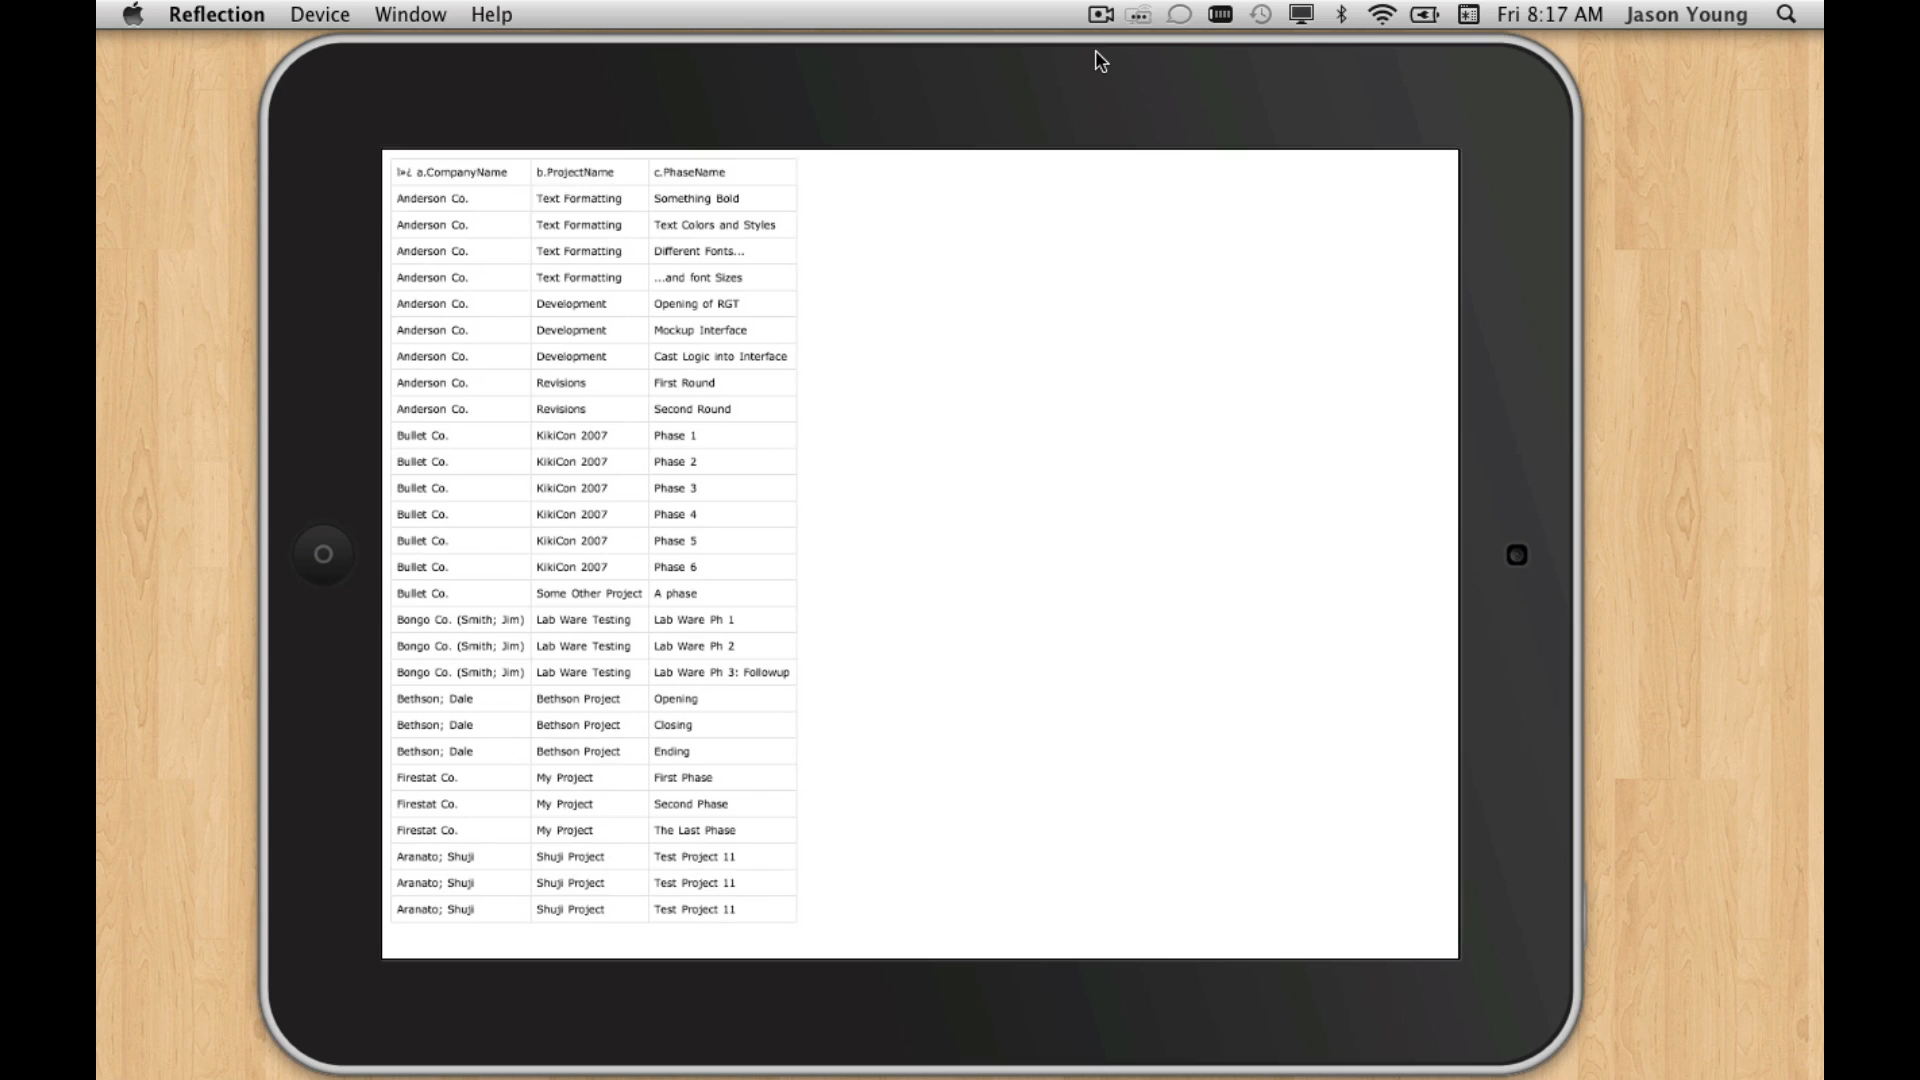 Reflection Device Window Help Fri 8:17 AM Jason Young
ï»¿ a.CompanyName b.ProjectName c.PhaseName
Anderson Co. Text Formatting Something Bold
Anderson Co. Text Formatting Text Colors and Styles
Anderson Co. Text Formatting Different Fonts...
Anderson Co. Text Formatting ...and font Sizes
Anderson Co. Development Opening of RGT
Anderson Co. Development Mockup Interface
Anderson Co. Development Cast Logic into Interface
Anderson Co. Revisions First Round
Anderson Co. Revisions Second Round
Bullet Co. KikiCon 2007 Phase 1
Bullet Co. KikiCon 2007 Phase 2
Bullet Co. KikiCon 2007 Phase 3
Bullet Co. KikiCon 2007 Phase 4
Bullet Co. KikiCon 2007 Phase 5
Bullet Co. KikiCon 2007 Phase 6
Bullet Co. Some Other Project A phase
Bongo Co. (Smith; Jim) Lab Ware Testing Lab Ware Ph 1
Bongo Co. (Smith; Jim) Lab Ware Testing Lab Ware Ph 2
Bongo Co. (Smith; Jim) Lab Ware Testing Lab Ware Ph 3: Followup
Bethson; Dale Bethson Project Opening
Bethson; Dale Bethson Project Closing
Bethson; Dale Bethson Project Ending
Firestat Co. My Project First Phase
Firestat Co. My Project Second Phase
Firestat Co. My Project The Last Phase
Aranato; Shuji Shuji Project Test Project 11
Aranato; Shuji Shuji Project Test Project 11
Aranato; Shuji Shuji Project Test Project 11